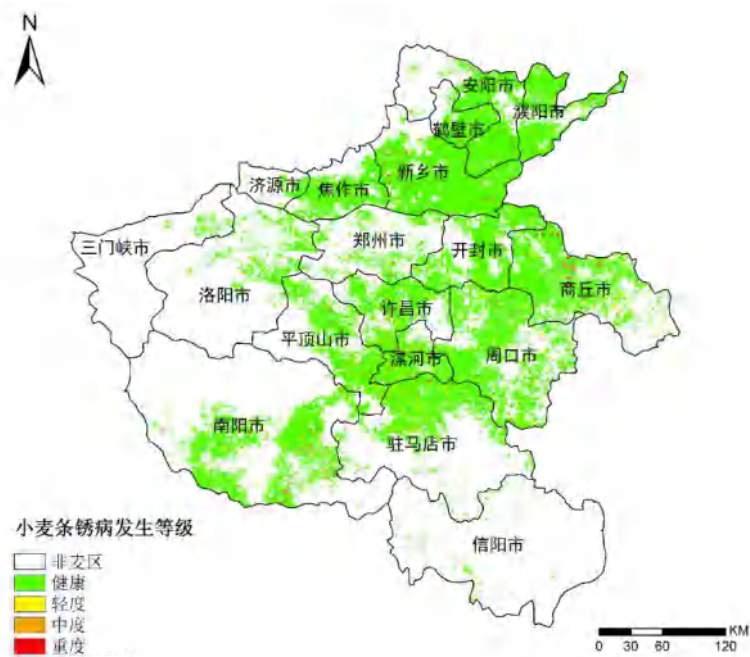 N
安阳市
濮阳市
鹤壁市
新乡市
济源市
焦作市
三门峡市
郑州市
开封市
洛阳市
商丘市
许昌市
平顶山市
漯河市
周口市
南阳市
驻马店市
信阳市
小麦条锈病发生等级
非麦区
健康
轻度
中度
重度
KM
0 30 60 120